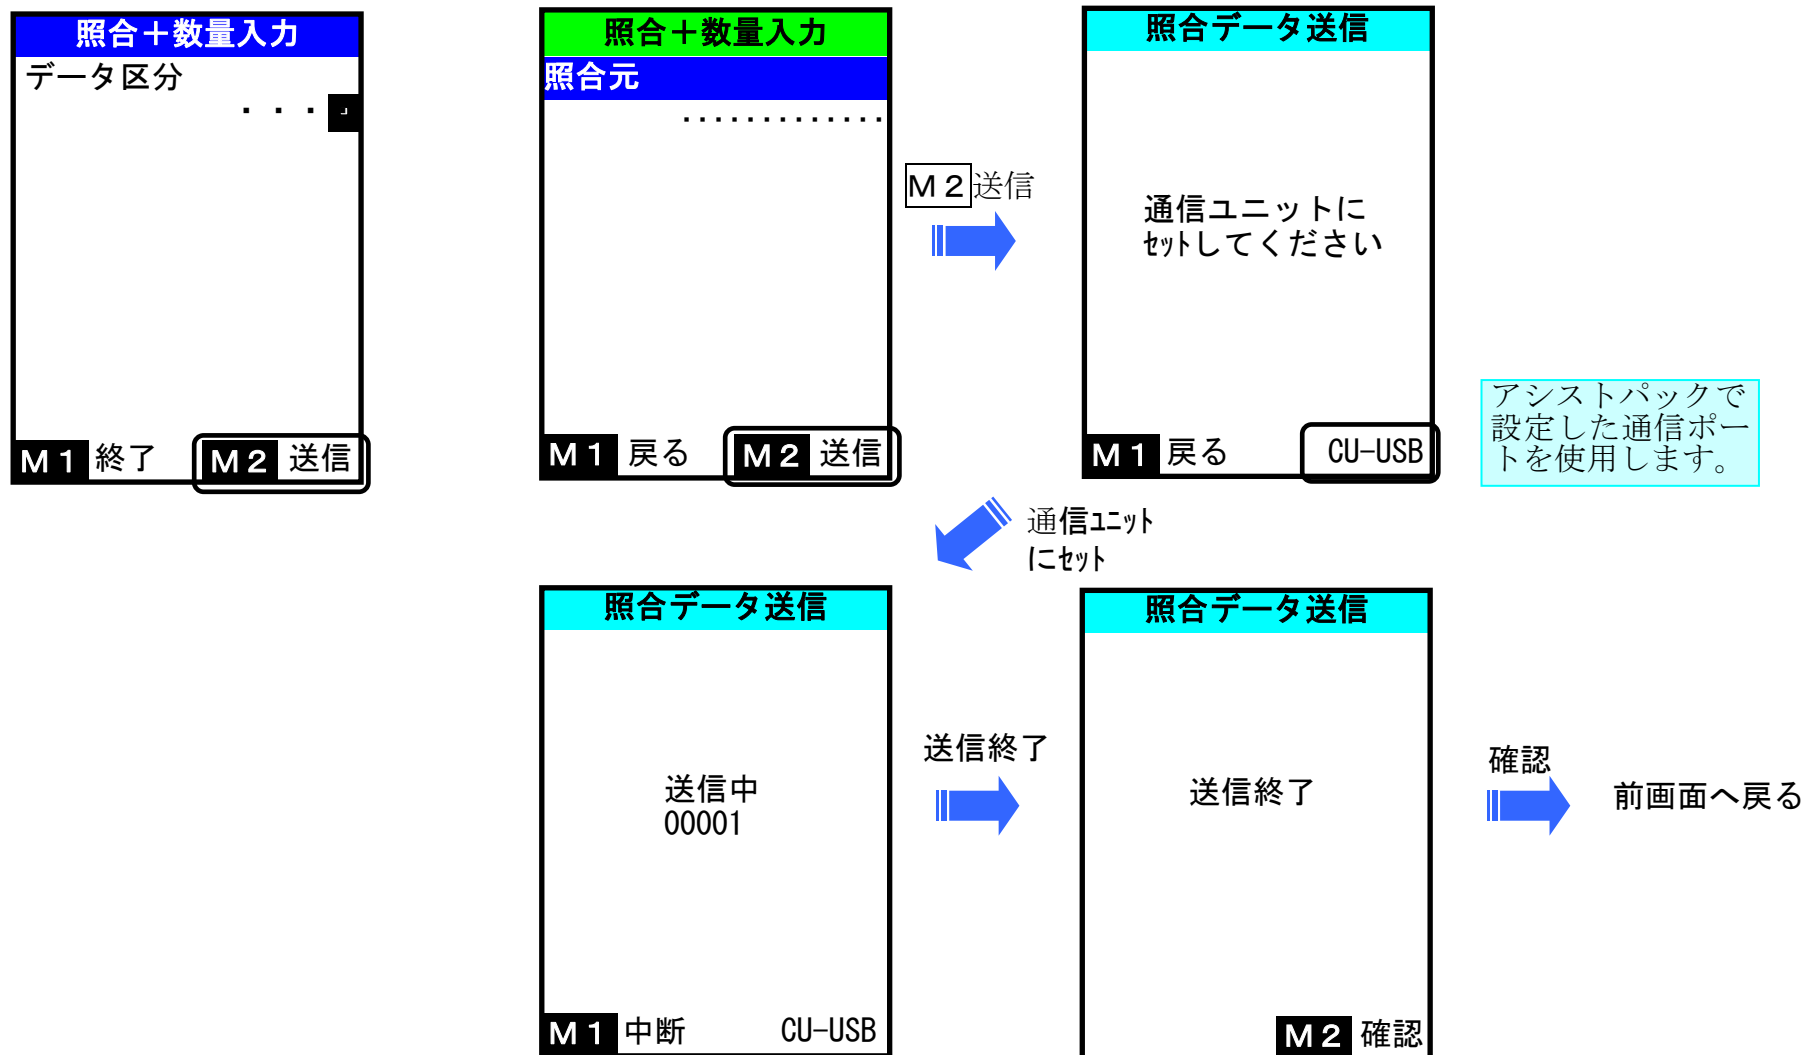 照合＋数量入力
データ区分
・・・┘
Ｍ１ 終了 Ｍ２ 送信
照合＋数量入力
照合元
・・・・・・・・・・・・・
Ｍ１ 戻る Ｍ２ 送信
Ｍ２送信
照合データ送信
通信ユニットに
ｾｯﾄしてください
Ｍ１ 戻る CU-USB
アシストパックで
設定した通信ポー
トを使用します。
通信ﾕﾆｯﾄ
にｾｯﾄ
照合データ送信
送信中
00001
Ｍ１ 中断 CU-USB
送信終了
照合データ送信
送信終了
Ｍ２ 確認
確認
前画面へ戻る